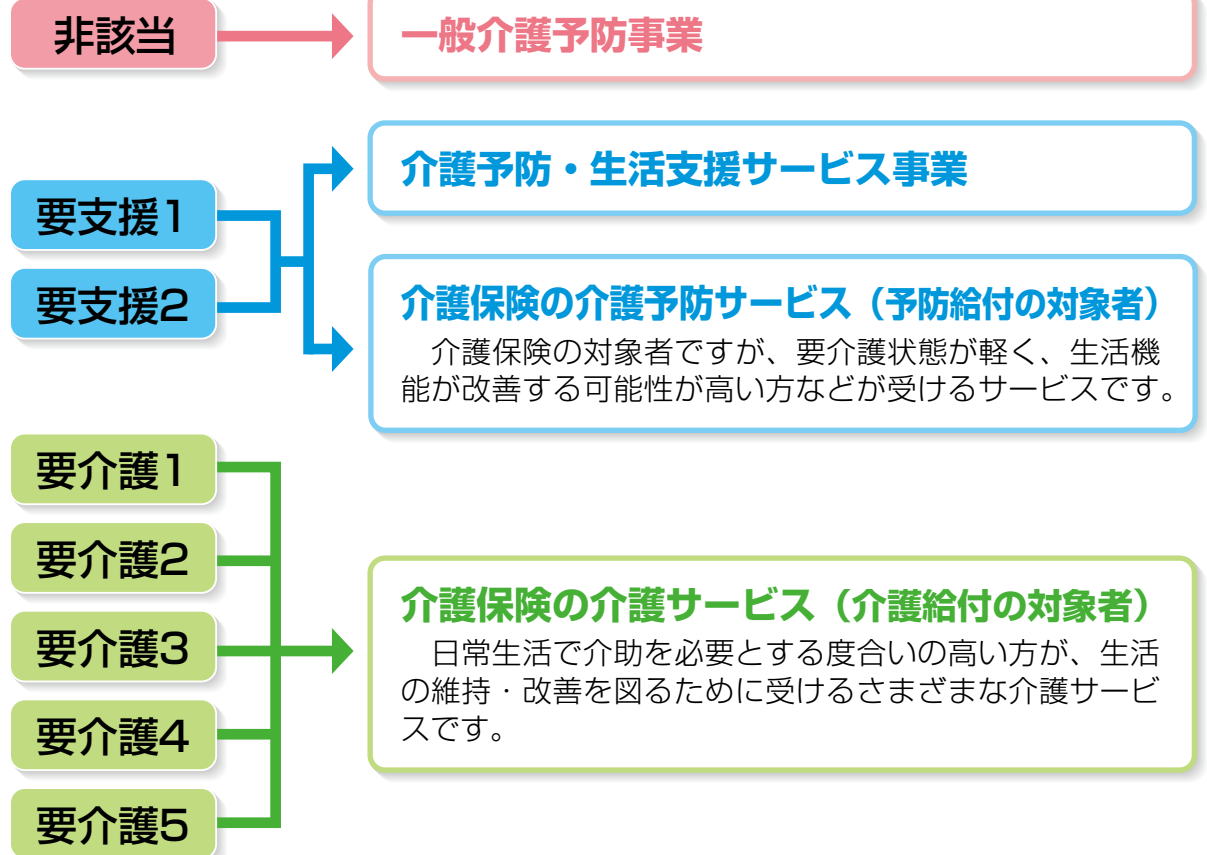 非該当
一般介護予防事業
要支援1
要支援2
介護予防・生活支援サービス事業
介護保険の介護予防サービス（予防給付の対象者）
　介護保険の対象者ですが、要介護状態が軽く、生活機
能が改善する可能性が高い方などが受けるサービスです。
要介護1
要介護2
要介護3
要介護4
要介護5
介護保険の介護サービス（介護給付の対象者）
　日常生活で介助を必要とする度合いの高い方が、生活
の維持・改善を図るために受けるさまざまな介護サービ
スです。